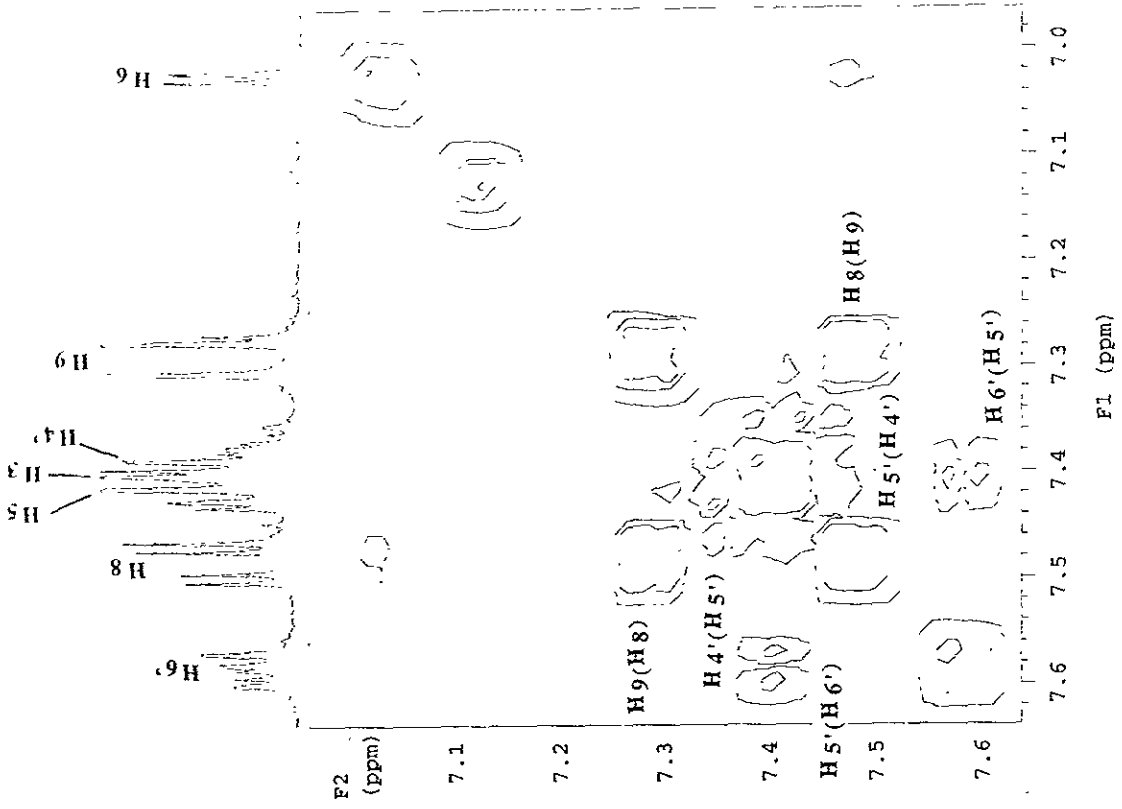 H6
H9
H4'
H3
H5
H8
H6'
H8(H9)
H6'(H5')
H5'(H4')
H9(H8)
H4'(H5')
H5'(H6')
F2
(ppm)
7.1
7.2
7.3
7.4
7.5
7.6
7.0
7.1
7.2
7.3
7.4
7.5
7.6
F1 (ppm)